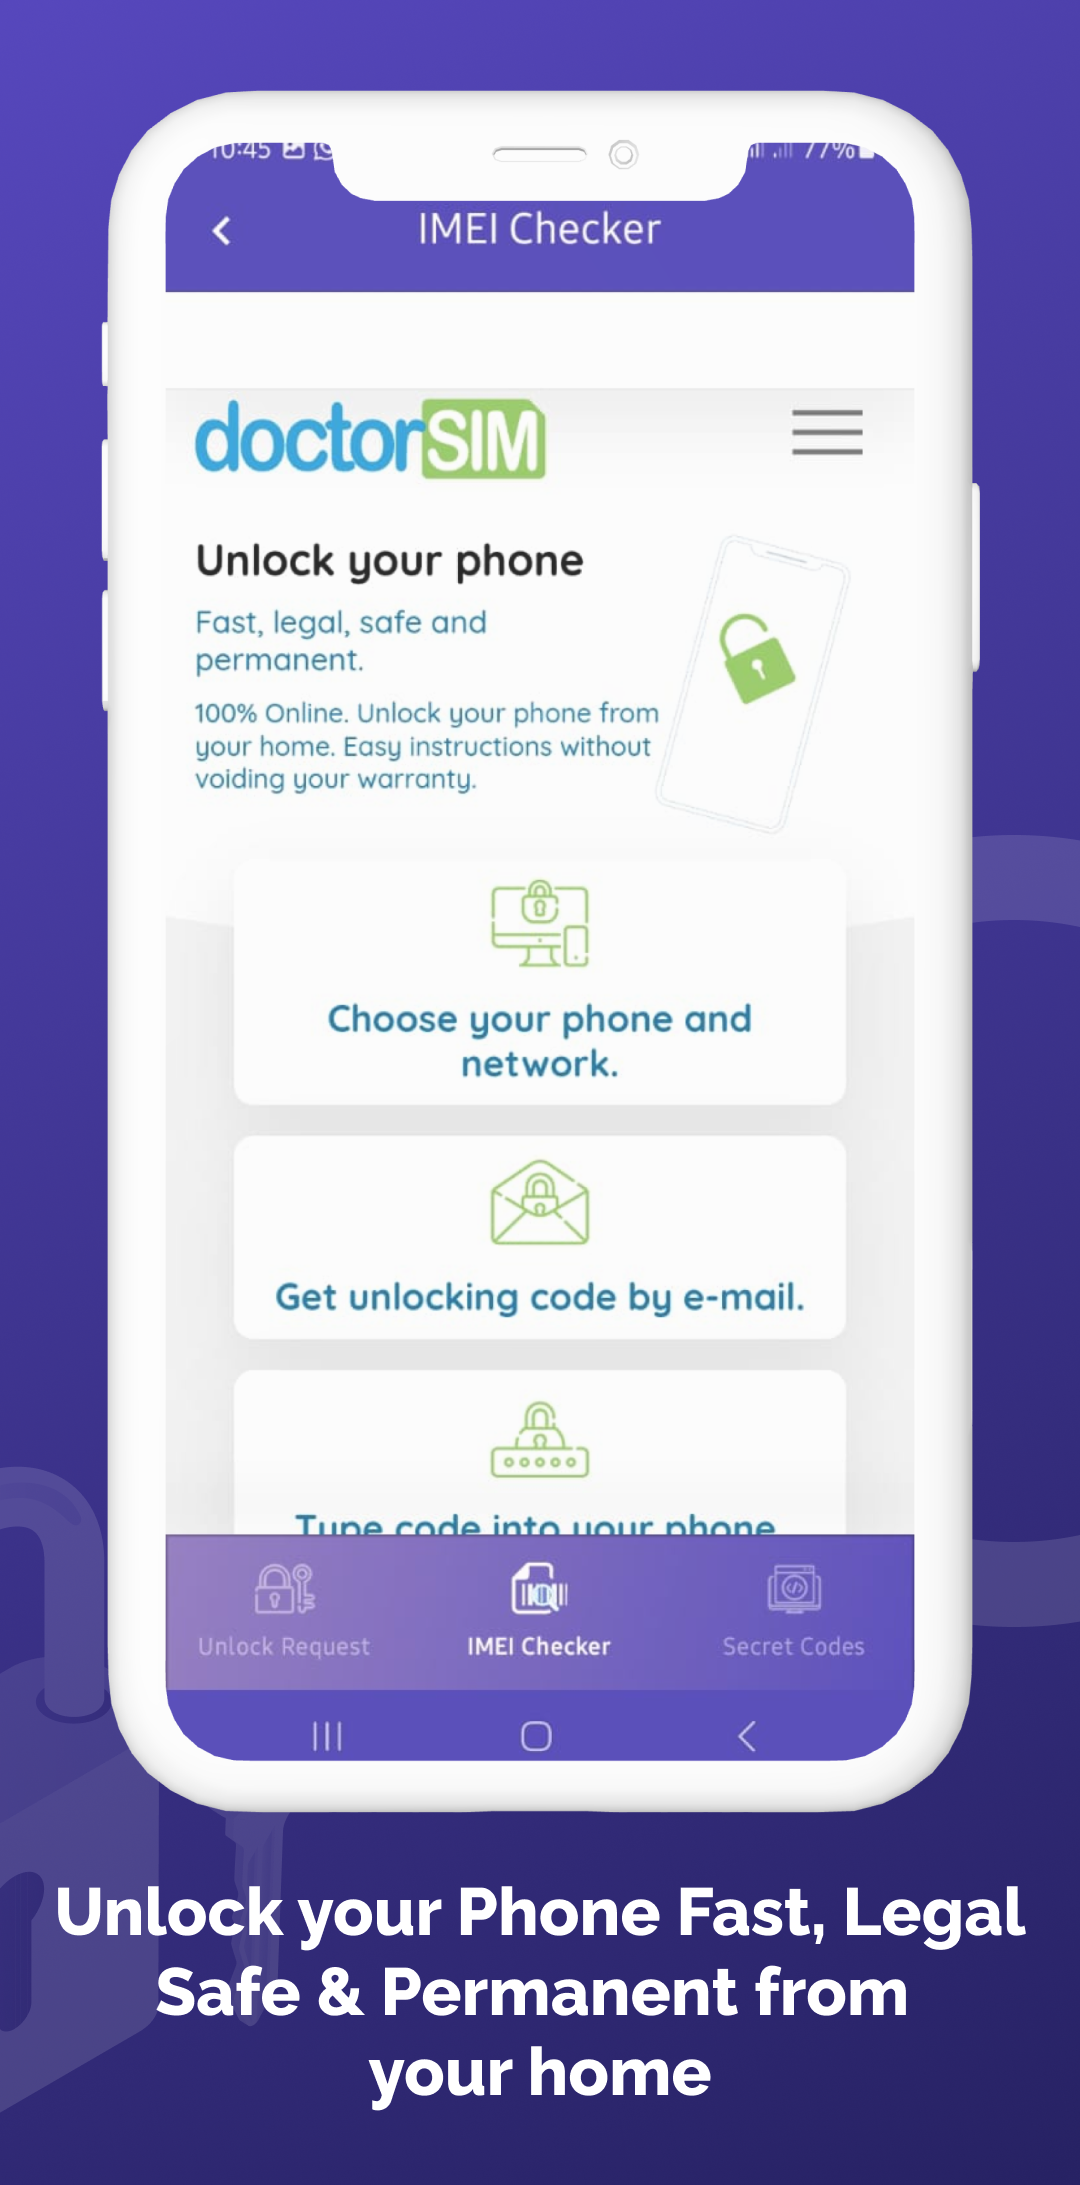 10:45 77%
IMEI Checker
doctorSIM
Unlock your phone
Fast, legal, safe and
permanent.
100% Online. Unlock your phone from
your home. Easy instructions without
voiding your warranty.
Choose your phone and
network.
Get unlocking code by e-mail.
Type code into your phone
Unlock Request IMEI Checker Secret Codes
Unlock your Phone Fast, Legal
Safe & Permanent from
your home